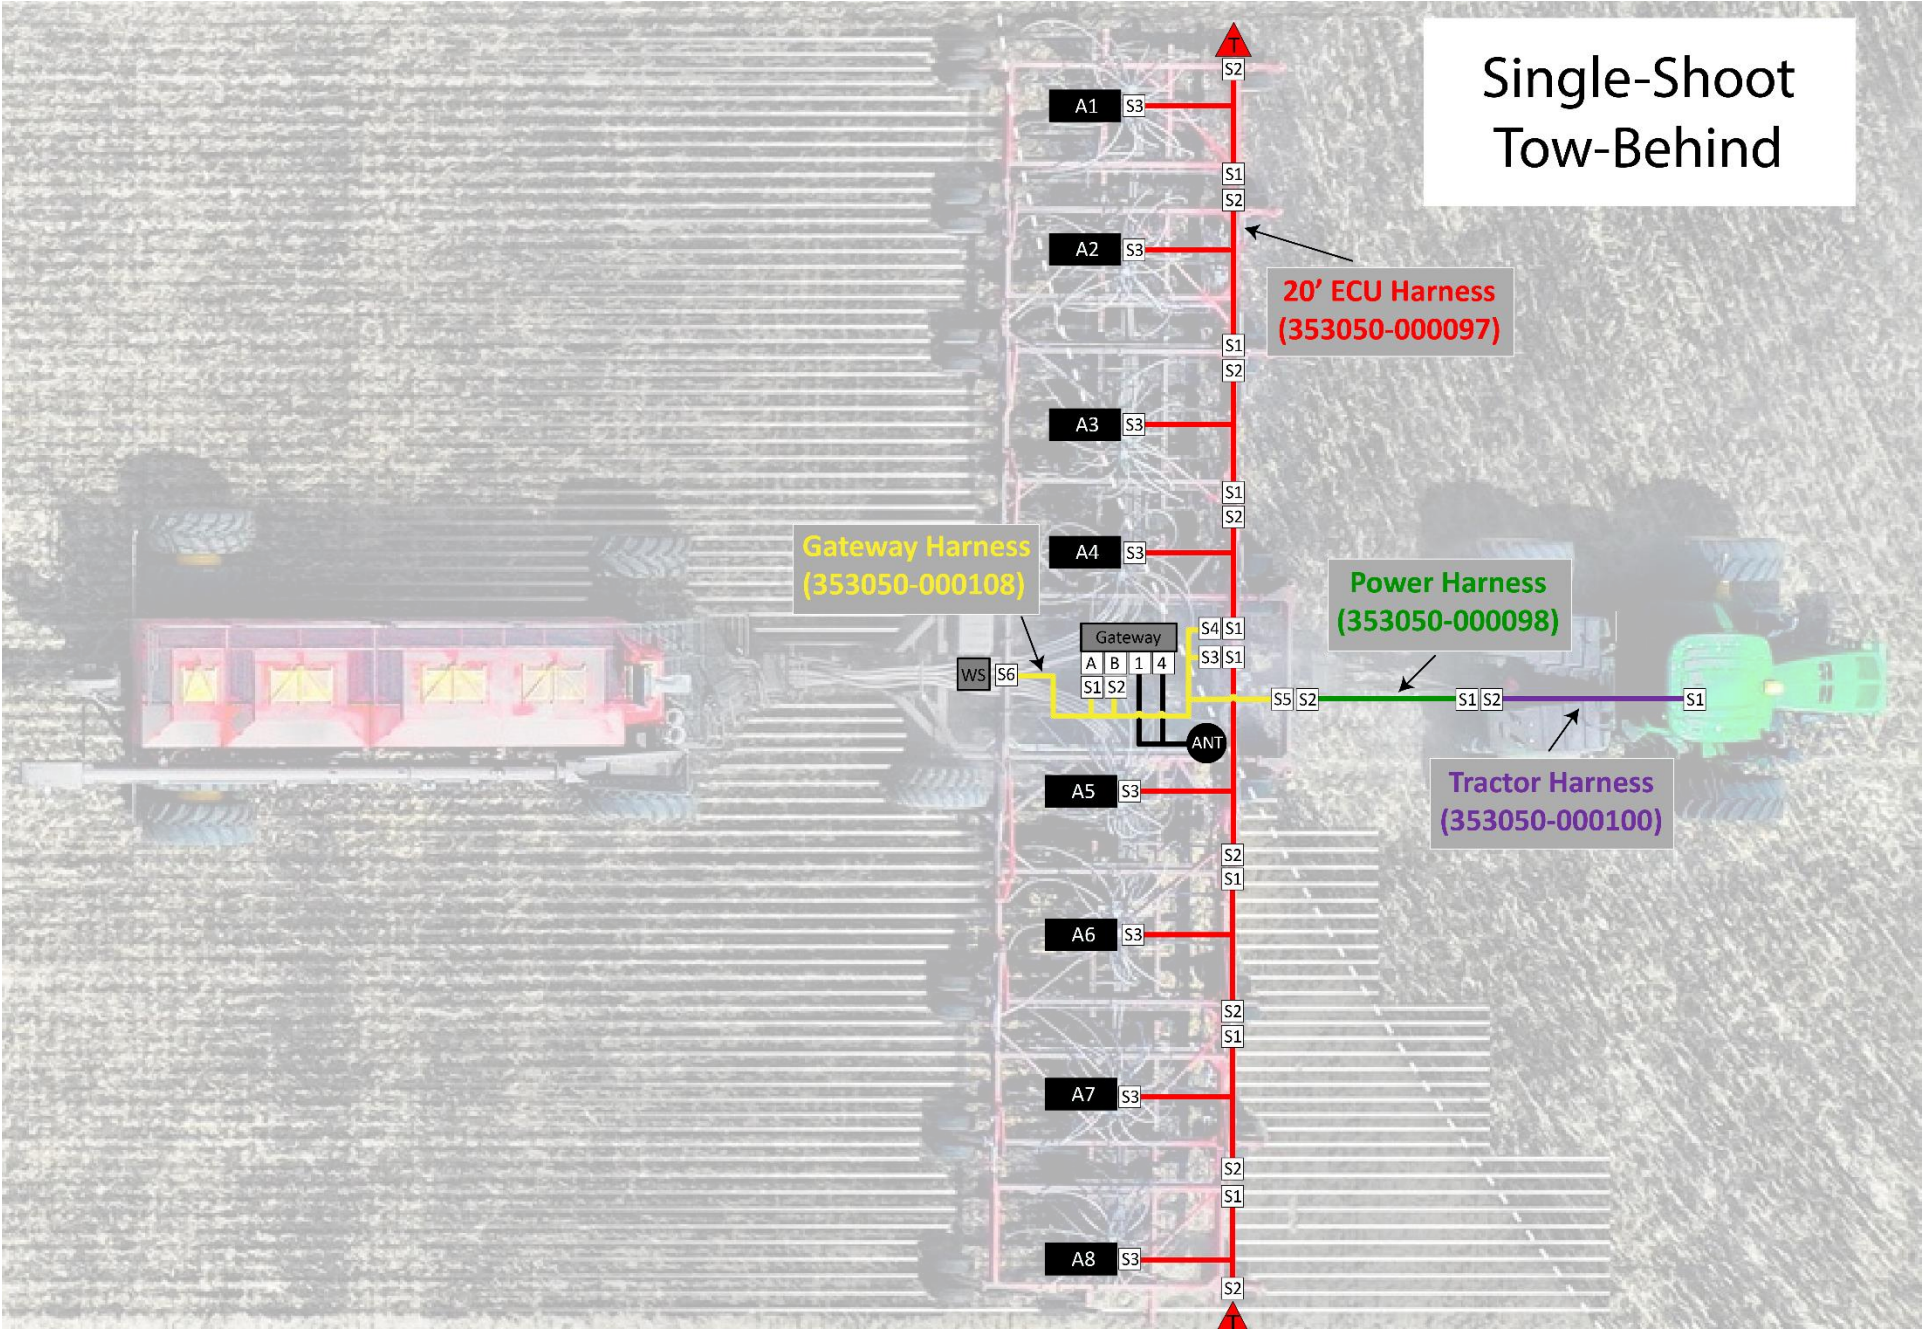 Single-Shoot
Tow-Behind
T
S2
A1 S3
S1
S2
A2 S3
20’ ECU Harness
(353050-000097)
S1
S2
A3 S3
S1
S2
A4 S3
Gateway Harness
(353050-000108)
Power Harness
(353050-000098)
Gateway
A B 1 4
S1 S2
S4 S1
S3 S1
WS S6
S5 S2
S1 S2
S1
ANT
Tractor Harness
(353050-000100)
A5 S3
S2
S1
A6 S3
S2
S1
A7 S3
S2
S1
A8 S3
S2
T